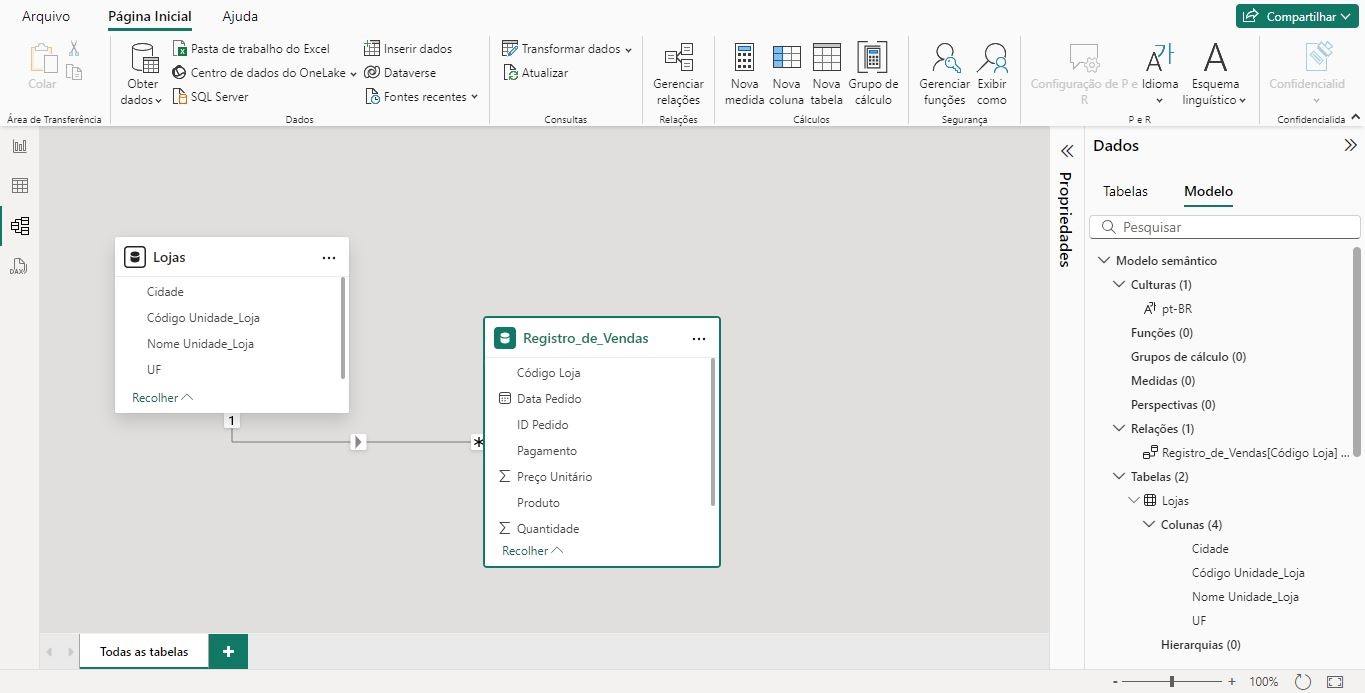 Arquivo Página Inicial Ajuda Compartilhar
Colar
Área de Transferência
Obter dados
Pasta de trabalho do Excel
Centro de dados do OneLake
SQL Server
Inserir dados
Dataverse
Fontes recentes
Dados
Transformar dados
Atualizar
Consultas
Gerenciar relações
Relações
Nova medida
Nova coluna
Nova tabela
Grupo de cálculo
Cálculos
Gerenciar funções
Exibir como
Segurança
Configuração de P e R
Idioma
Esquema linguístico
P e R
Confidencialid
Confidencialida
DAX
Lojas
Cidade
Código Unidade_Loja
Nome Unidade_Loja
UF
Recolher
1
*
Registro_de_Vendas
Código Loja
Data Pedido
ID Pedido
Pagamento
Σ Preço Unitário
Produto
Σ Quantidade
Recolher
Propriedades
Dados
Tabelas Modelo
Pesquisar
Modelo semântico
Culturas (1)
pt-BR
Funções (0)
Grupos de cálculo (0)
Medidas (0)
Perspectivas (0)
Relações (1)
Registro_de_Vendas[Código Loja] ...
Tabelas (2)
Lojas
Colunas (4)
Cidade
Código Unidade_Loja
Nome Unidade_Loja
UF
Hierarquias (0)
Todas as tabelas +
- + 100%